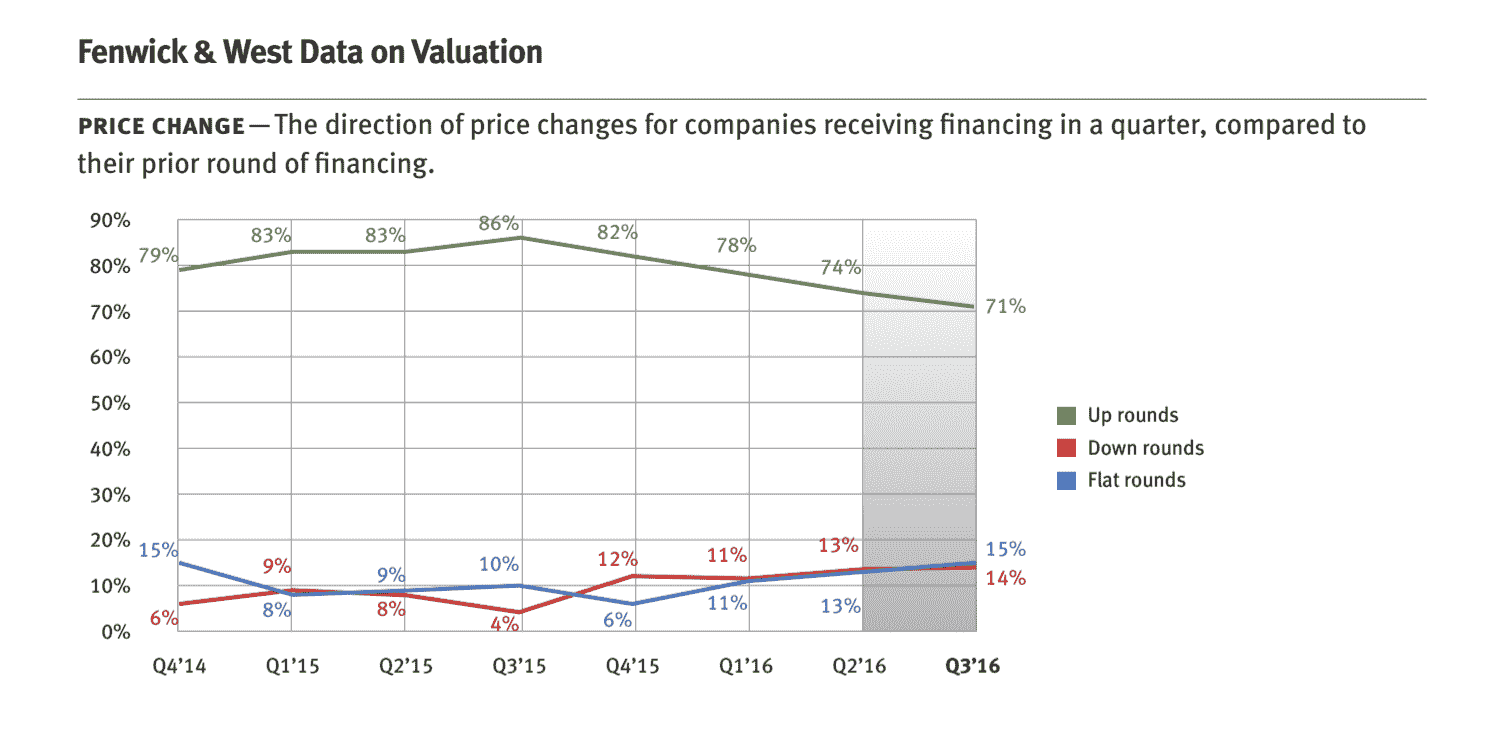 Fenwick & West Data on Valuation
PRICE CHANGE — The direction of price changes for companies receiving financing in a quarter, compared to
their prior round of financing.
90%
80%
70%
60%
50%
40%
30%
20%
10%
0%
79%
83%
83%
86%
82%
78%
74%
71%
15%
8%
9%
10%
6%
11%
13%
15%
6%
9%
8%
4%
12%
11%
13%
14%
Up rounds
Down rounds
Flat rounds
Q4’14
Q1’15
Q2’15
Q3’15
Q4’15
Q1’16
Q2’16
Q3’16